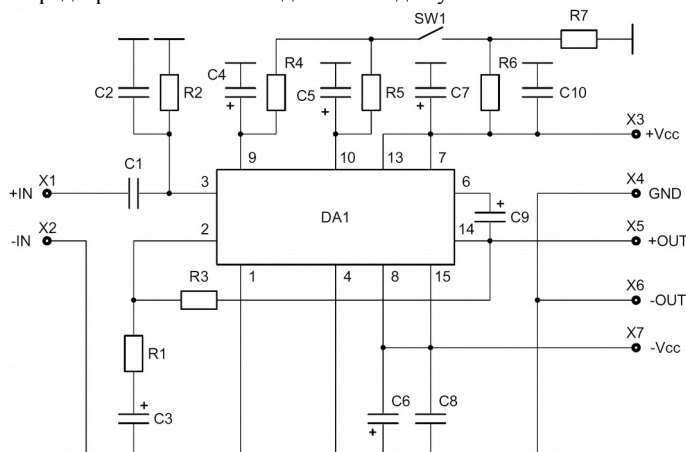 SW1
R7
C2
R2
C4
+
R4
C5
+
R5
C7
+
R6
C10
X3
+Vcc
9
10
13
7
C1
X1
+IN
3
6
X4
GND
DA1
+
C9
X2
-IN
2
14
X5
+OUT
R3
1
4
8
15
X6
-OUT
R1
X7
-Vcc
+
C3
C6
+
C8